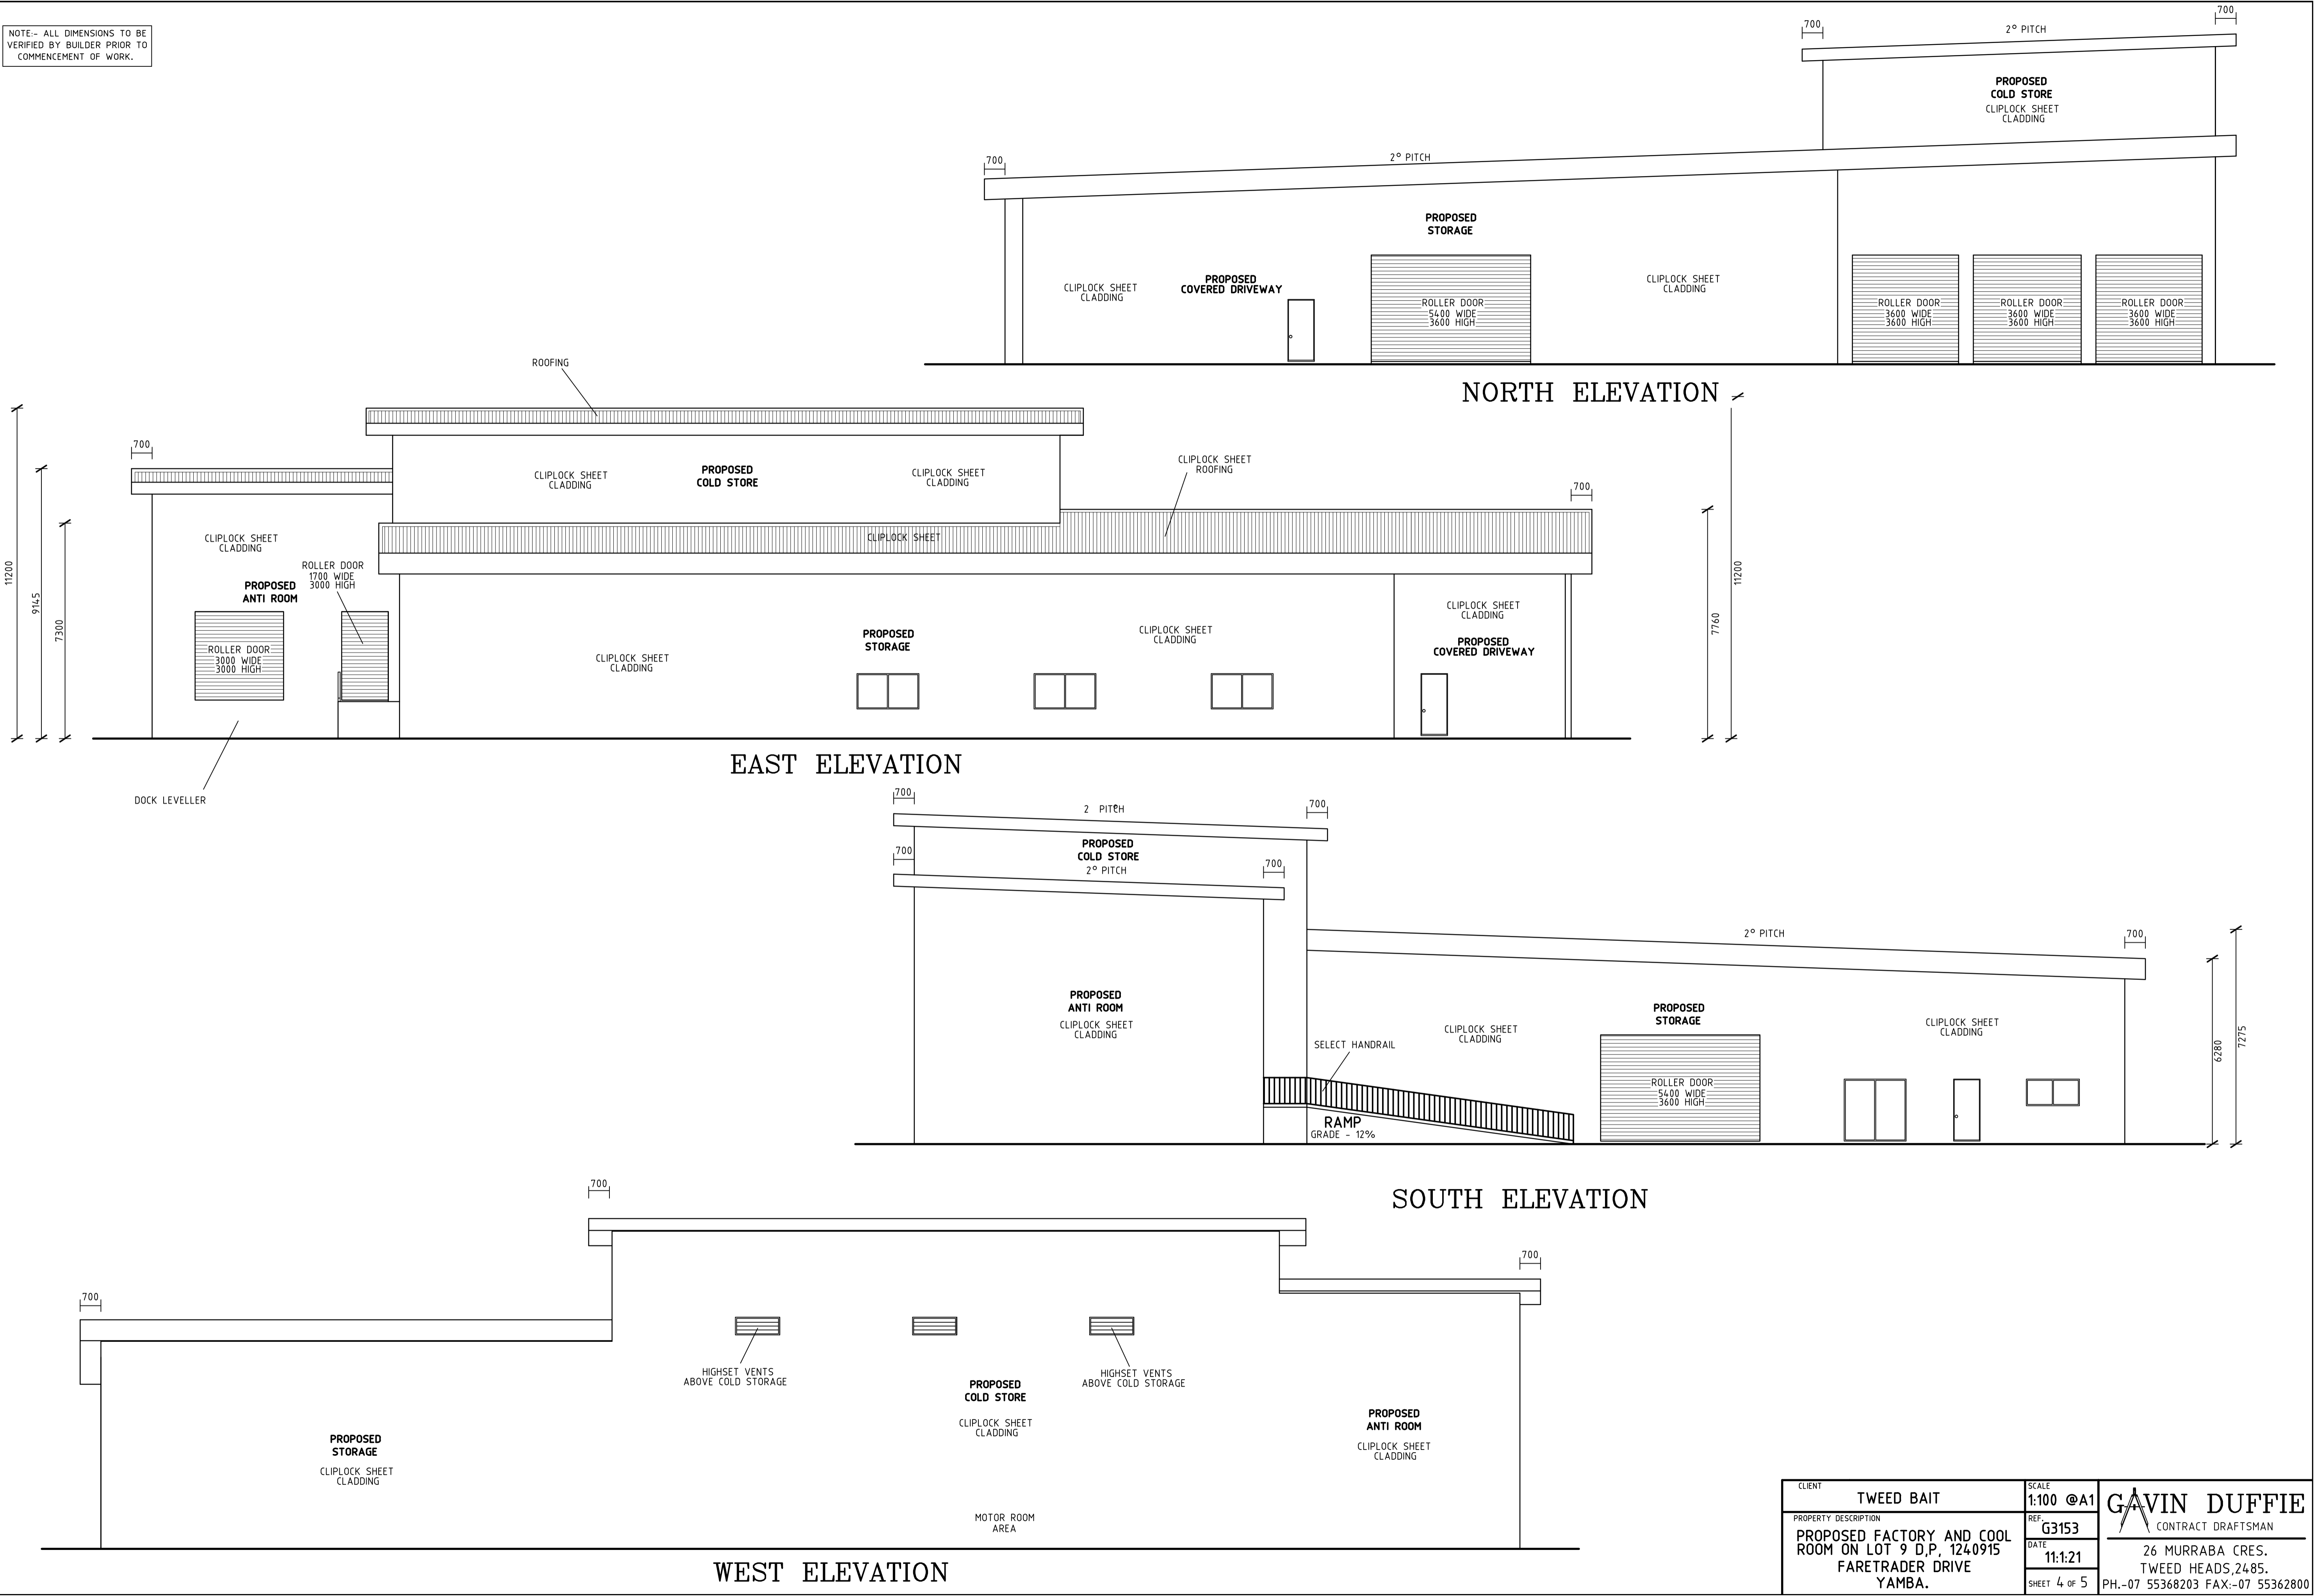 NOTE:- ALL DIMENSIONS TO BE
VERIFIED BY BUILDER PRIOR TO
COMMENCEMENT OF WORK.
700
700
2° PITCH
PROPOSED
COLD STORE
CLIPLOCK SHEET
CLADDING
700
2° PITCH
PROPOSED
STORAGE
CLIPLOCK SHEET
CLADDING
PROPOSED
COVERED DRIVEWAY
ROLLER DOOR
5400 WIDE
3600 HIGH
CLIPLOCK SHEET
CLADDING
ROLLER DOOR
3600 WIDE
3600 HIGH
ROLLER DOOR
3600 WIDE
3600 HIGH
ROLLER DOOR
3600 WIDE
3600 HIGH
NORTH ELEVATION
ROOFING
700
CLIPLOCK SHEET
CLADDING
PROPOSED
COLD STORE
CLIPLOCK SHEET
CLADDING
CLIPLOCK SHEET
ROOFING
700
CLIPLOCK SHEET
CLADDING
CLIPLOCK SHEET
ROLLER DOOR
1700 WIDE
3000 HIGH
PROPOSED
ANTI ROOM
11200
9145
7300
ROLLER DOOR
3000 WIDE
3000 HIGH
CLIPLOCK SHEET
CLADDING
PROPOSED
STORAGE
CLIPLOCK SHEET
CLADDING
CLIPLOCK SHEET
CLADDING
PROPOSED
COVERED DRIVEWAY
7760
11200
DOCK LEVELLER
EAST ELEVATION
700
2 PITCH°
700
PROPOSED
COLD STORE
700
2° PITCH
700
2° PITCH
700
PROPOSED
ANTI ROOM
CLIPLOCK SHEET
CLADDING
SELECT HANDRAIL
CLIPLOCK SHEET
CLADDING
PROPOSED
STORAGE
CLIPLOCK SHEET
CLADDING
ROLLER DOOR
5400 WIDE
3600 HIGH
RAMP
GRADE - 12%
6280
7275
SOUTH ELEVATION
700
700
700
HIGHSET VENTS
ABOVE COLD STORAGE
HIGHSET VENTS
ABOVE COLD STORAGE
PROPOSED
COLD STORE
CLIPLOCK SHEET
CLADDING
PROPOSED
ANTI ROOM
CLIPLOCK SHEET
CLADDING
PROPOSED
STORAGE
CLIPLOCK SHEET
CLADDING
MOTOR ROOM
AREA
WEST ELEVATION
CLIENT
TWEED BAIT
PROPERTY DESCRIPTION
PROPOSED FACTORY AND COOL
ROOM ON LOT 9 D,P, 1240915
FARETRADER DRIVE
YAMBA.
SCALE
1:100 @A1
REF.
G3153
DATE
11:1:21
SHEET 4 OF 5
GAVIN DUFFIE
CONTRACT DRAFTSMAN
26 MURRABA CRES.
TWEED HEADS,2485.
PH.-07 55368203 FAX:-07 55362800